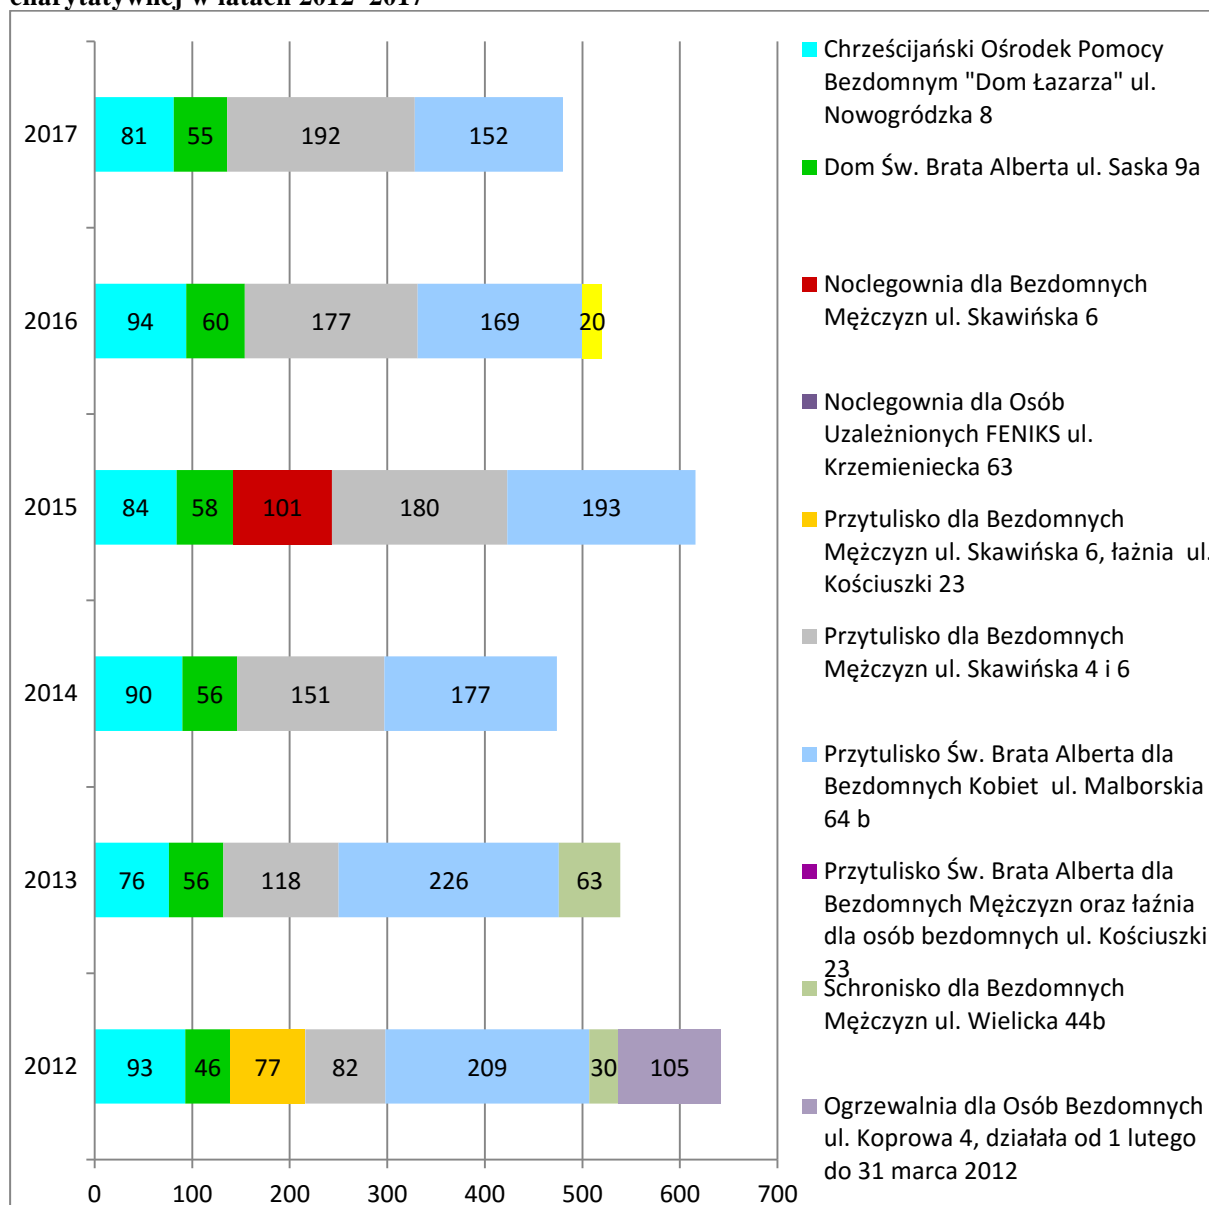 charytatywnej w latach 2012–2017
2017
81
55
192
152
2016
94
60
177
169
20
2015
84
58
101
180
193
2014
90
56
151
177
2013
76
56
118
226
63
2012
93
46
77
82
209
30
105
0
100
200
300
400
500
600
700
Chrześcijański Ośrodek Pomocy
Bezdomnym "Dom Łazarza" ul.
Nowogródzka 8
Dom Św. Brata Alberta ul. Saska 9a
Noclegownia dla Bezdomnych
Mężczyzn ul. Skawińska 6
Noclegownia dla Osób
Uzależnionych FENIKS ul.
Krzemieniecka 63
Przytulisko dla Bezdomnych
Mężczyzn ul. Skawińska 6, łażnia ul.
Kościuszki 23
Przytulisko dla Bezdomnych
Mężczyzn ul. Skawińska 4 i 6
Przytulisko Św. Brata Alberta dla
Bezdomnych Kobiet ul. Malborskia
64 b
Przytulisko Św. Brata Alberta dla
Bezdomnych Mężczyzn oraz łaźnia
dla osób bezdomnych ul. Kościuszki
23
Schronisko dla Bezdomnych
Mężczyzn ul. Wielicka 44b
Ogrzewalnia dla Osób Bezdomnych
ul. Koprowa 4, działała od 1 lutego
do 31 marca 2012